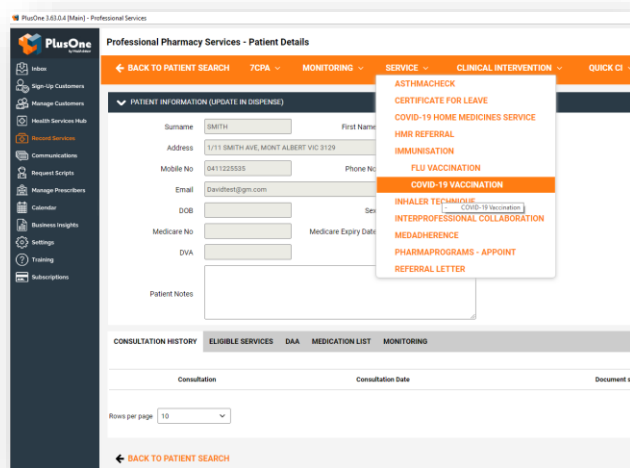 PlusOne 3.63.0.4 [Main] - Professional Services
PlusOne
Professional Pharmacy Services - Patient Details
BACK TO PATIENT SEARCH 7CPA MONITORING SERVICE CLINICAL INTERVENTION QUICK CI
Inbox
Sign-Up Customers
Manage Customers
Health Services Hub
Record Services
Communications
Request Scripts
Manage Prescribers
Calendar
Business Insights
Settings
Training
Subscriptions
PATIENT INFORMATION (UPDATE IN DISPENSE)
Surname SMITH First Name
Address 1/11 SMITH AVE, MONT ALBERT VIC 3129
Mobile No 0411225535 Phone No
Email Davidtest@gm.com
DOB Sex
Medicare No Medicare Expiry Date
DVA
Patient Notes
ASTHMACHECK
CERTIFICATE FOR LEAVE
COVID-19 HOME MEDICINES SERVICE
HMR REFERRAL
IMMUNISATION
FLU VACCINATION
COVID-19 VACCINATION
INHALER TECHNIQUE
COVID-19 Vaccination
INTERPROFESSIONAL COLLABORATION
MEDADHERENCE
PHARMAPROGRAMS - APPOINT
REFERRAL LETTER
CONSULTATION HISTORY ELIGIBLE SERVICES DAA MEDICATION LIST MONITORING
Consultation Consultation Date Document s
Rows per page 10
BACK TO PATIENT SEARCH